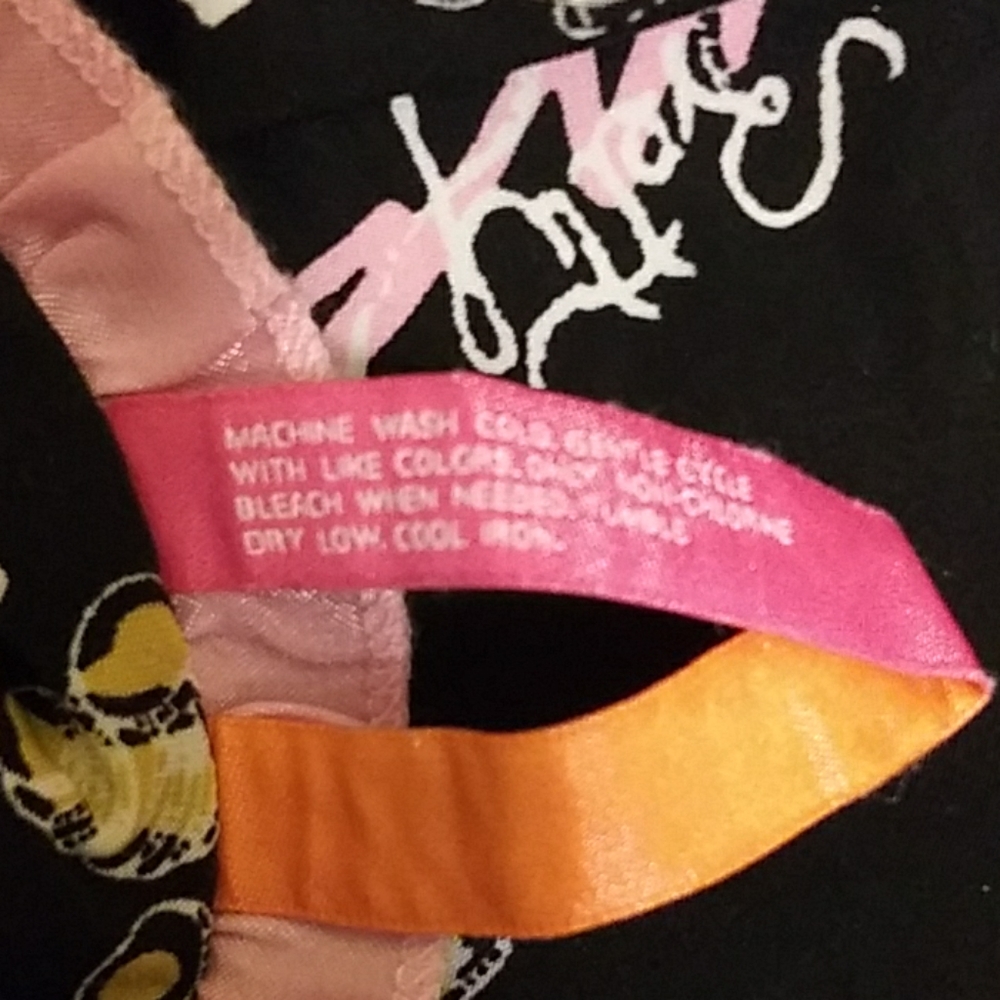 MACHINE WASH COLD, GENTLE CYCLE
WITH LIKE COLORS. ONLY NON-CHLORINE
BLEACH WHEN NEEDED. TUMBLE
DRY LOW. COOL IRON.